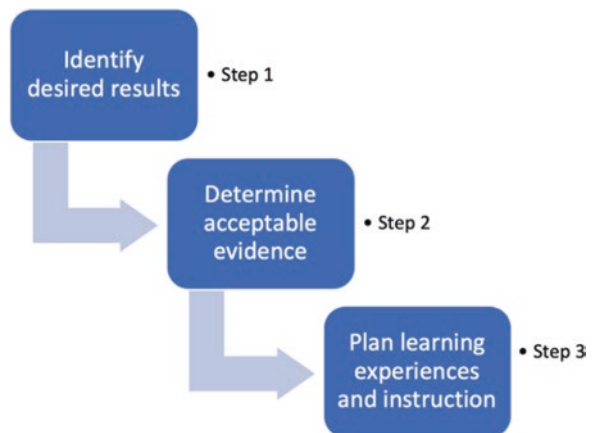 Identify
desired results
• Step 1
Determine
acceptable
evidence
• Step 2
Plan learning
experiences
and instruction
• Step 3